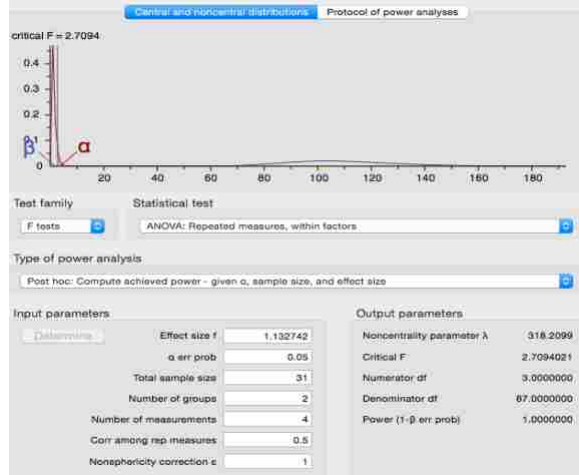 Central and noncentral distributions Protocol of power analyses
critical F = 2.7094
0.4
0.3
0.2
0.1
β α
0
20 40 60 80 100 120 140 160 180
Test family Statistical test
F tests ANOVA: Repeated measures, within factors
Type of power analysis
Post hoc: Compute achieved power - given α, sample size, and effect size
Input parameters Output parameters
Determine Effect size f 1.132742 Noncentrality parameter λ 318.2099
α err prob 0.05 Critical F 2.7094021
Total sample size 31 Numerator df 3.0000000
Number of groups 2 Denominator df 87.0000000
Number of measurements 4 Power (1-β err prob) 1.0000000
Corr among rep measures 0.5
Nonsphericity correction ε 1